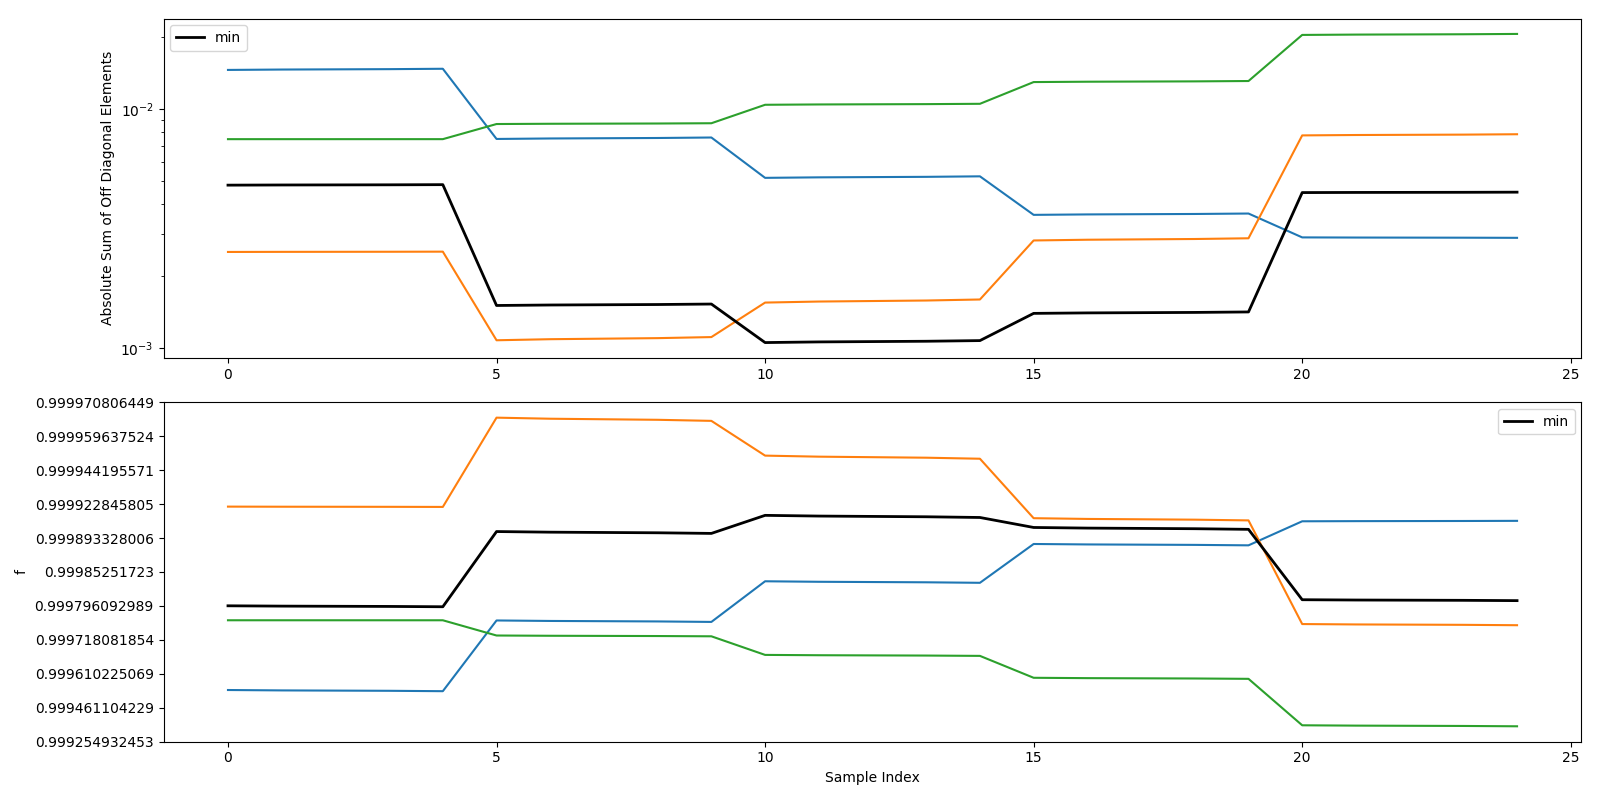 Absolute Sum of Off Diagonal Elements
10⁻²
10⁻³
min
0 5 10 15 20 25
f
0.999970806449
0.999959637524
0.999944195571
0.999922845805
0.999893328006
0.99985251723
0.999796092989
0.999718081854
0.999610225069
0.999461104229
0.999254932453
min
0 5 10 15 20 25
Sample Index